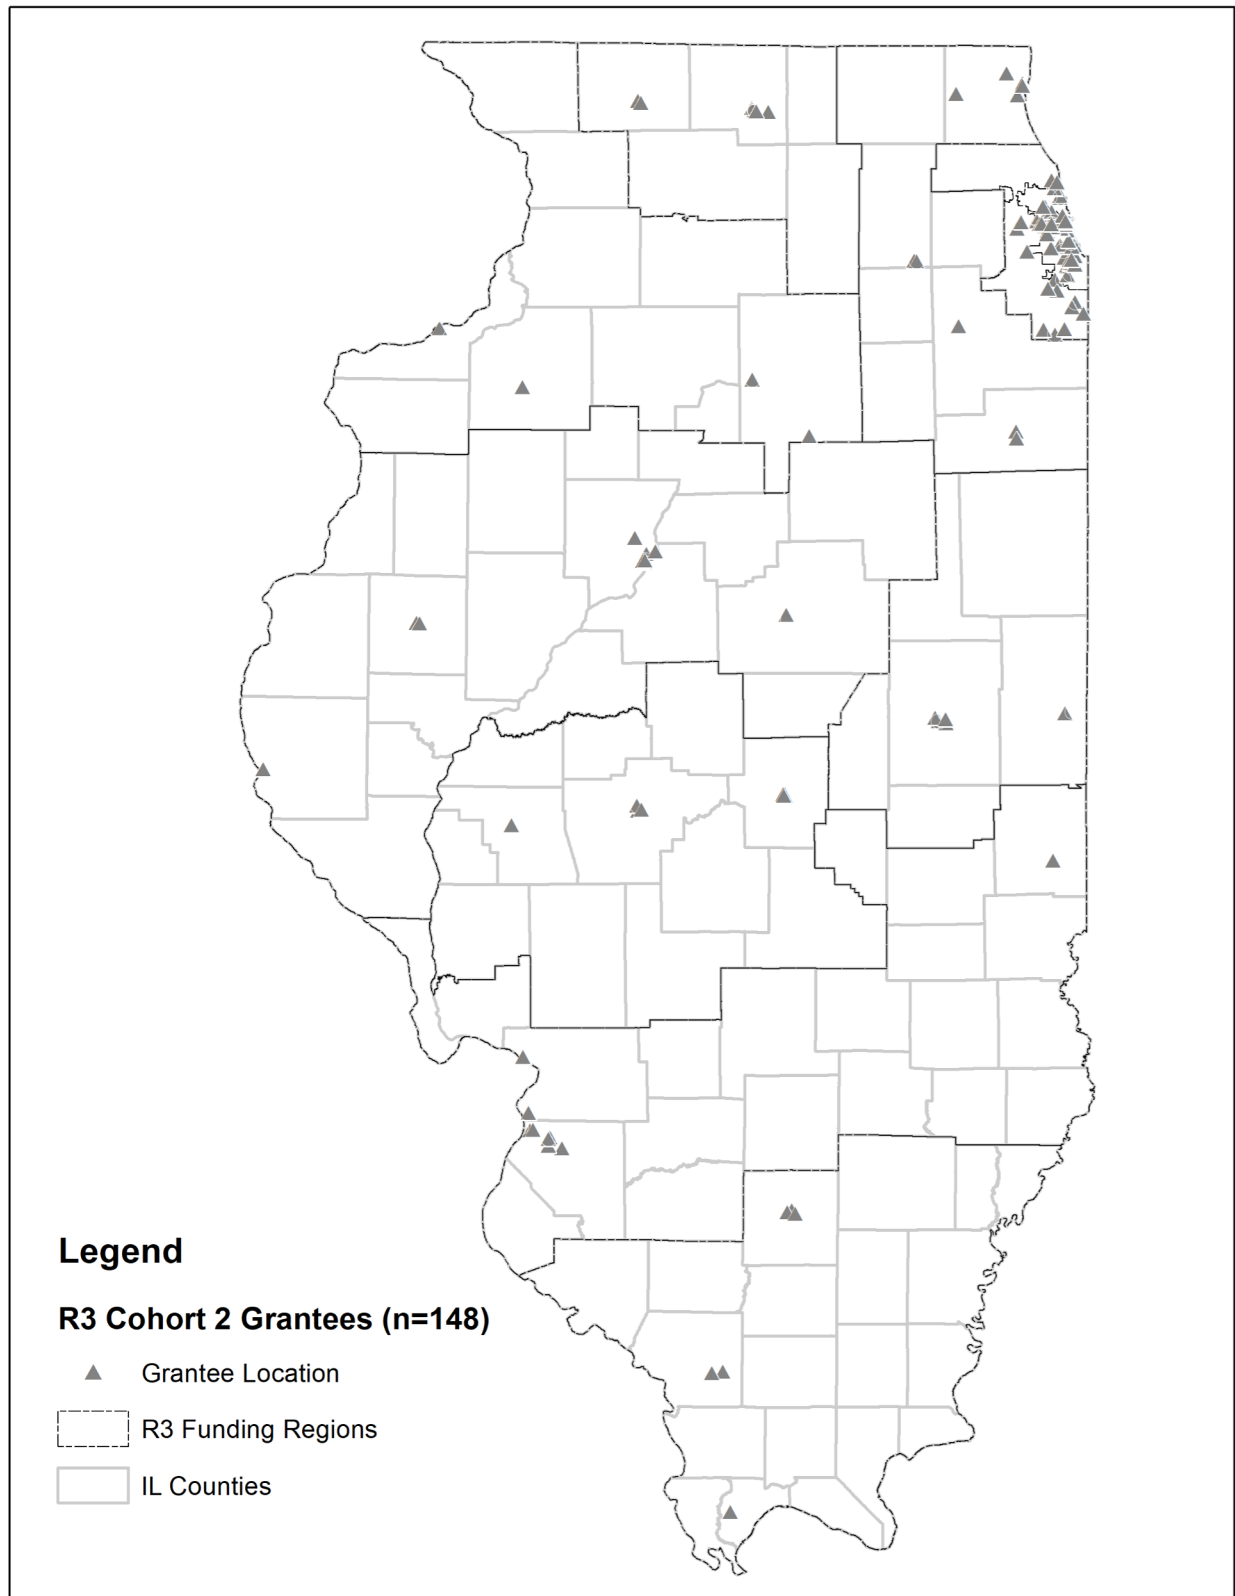 Legend
R3 Cohort 2 Grantees (n=148)
Grantee Location
R3 Funding Regions
IL Counties